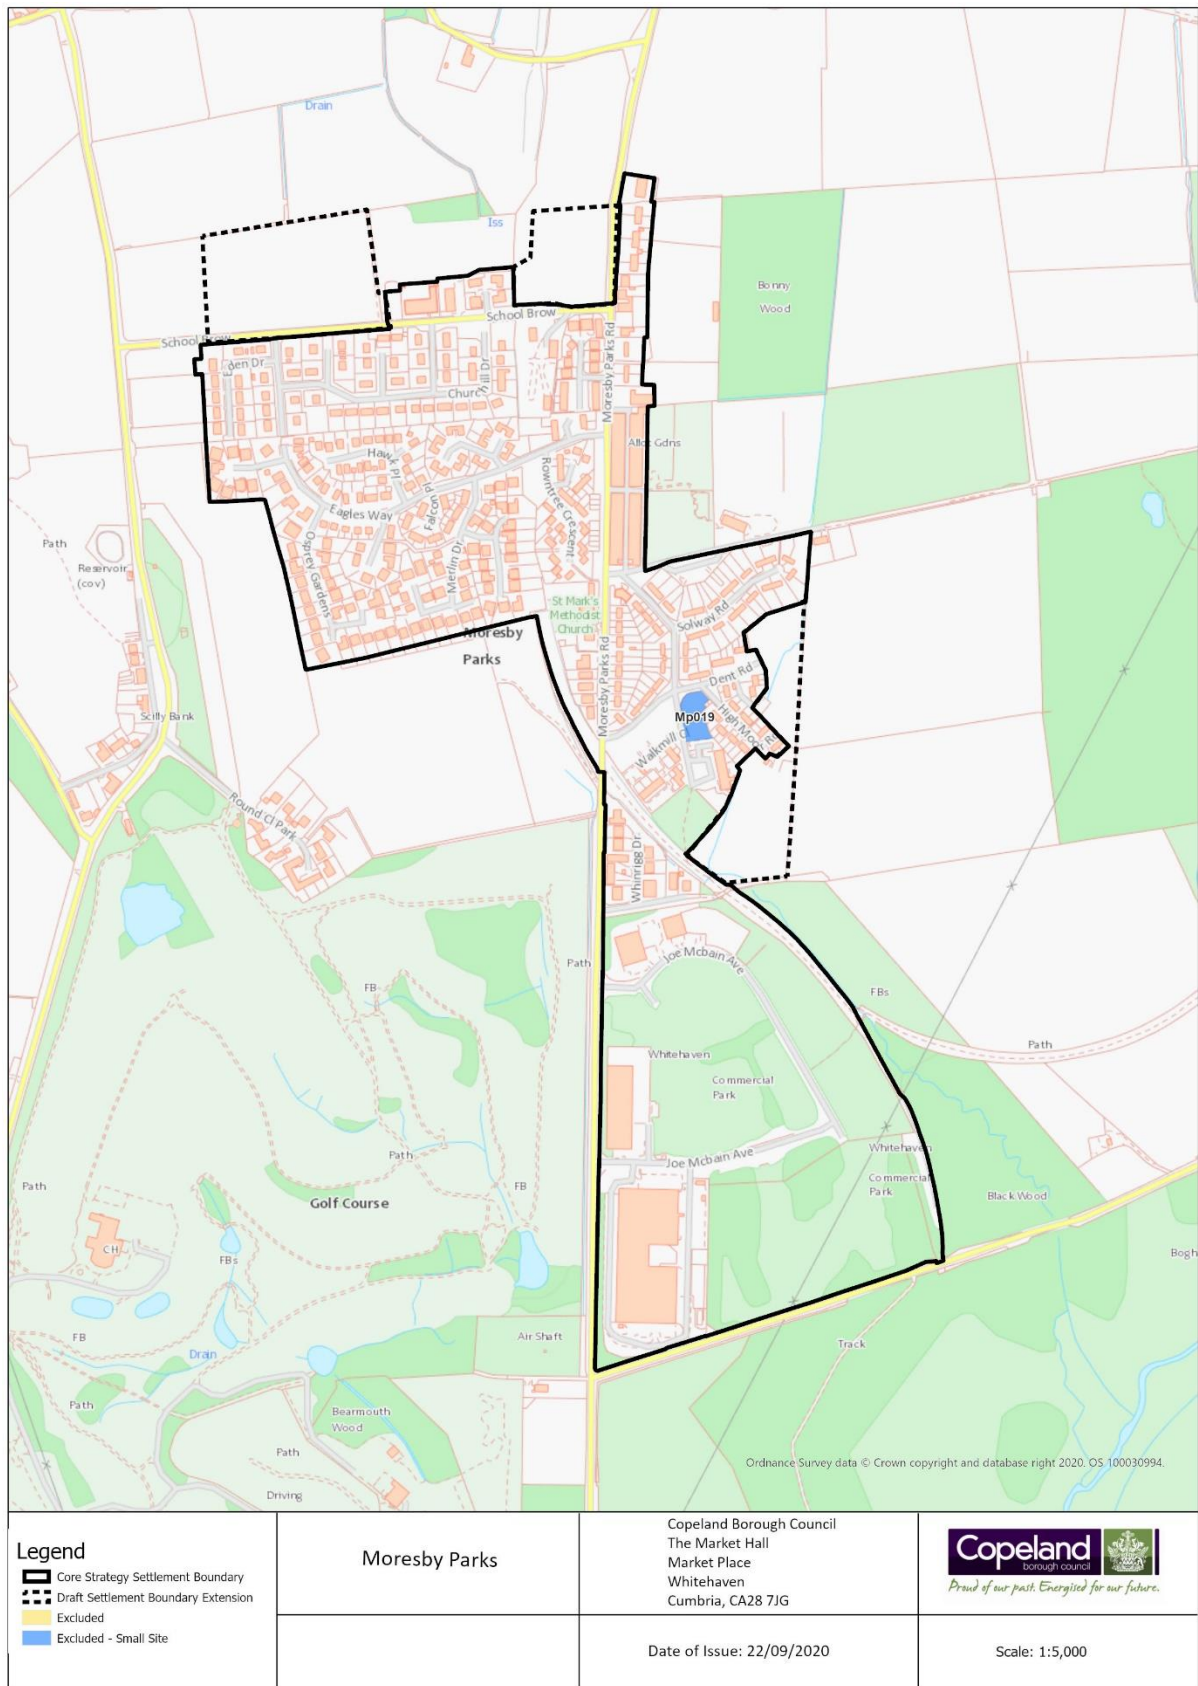 Drain
Iss
Bonny
Wood
School Brow
School Brow
Eden Dr
Church
hill Dr
Moresby Parks Rd
Allot Gdns
Hawk Pl
Falcon Pl
Eagles Way
Rowntree Crescent
Osprey Gardens
Merlin Dr
Path
Reservoir
(cov)
St Mark's
Methodist
Church
Solway Rd
Moresby
Parks
Moresby Parks Rd
Dent Rd
Mp019
High Moor Rd
Walkmill Cl
Scilly Bank
Round Cl Park
Whinrigg Dr
Path
Joe Mcbain Ave
FB
FBs
Path
Whitehaven
Commercial
Park
Joe Mcbain Ave
Whitehaven
Commercial
Park
Path
Path
FB
Black Wood
Golf Course
CH
FBs
Bogh
FB
Drain
Air Shaft
Track
Path
Bearmouth
Wood
Path
Driving
Ordnance Survey data © Crown copyright and database right 2020. OS 100030994.
Legend
Core Strategy Settlement Boundary
Draft Settlement Boundary Extension
Excluded
Excluded - Small Site
Moresby Parks
Copeland Borough Council
The Market Hall
Market Place
Whitehaven
Cumbria, CA28 7JG
Date of Issue: 22/09/2020
Copeland
borough council
Proud of our past. Energised for our future.
Scale: 1:5,000